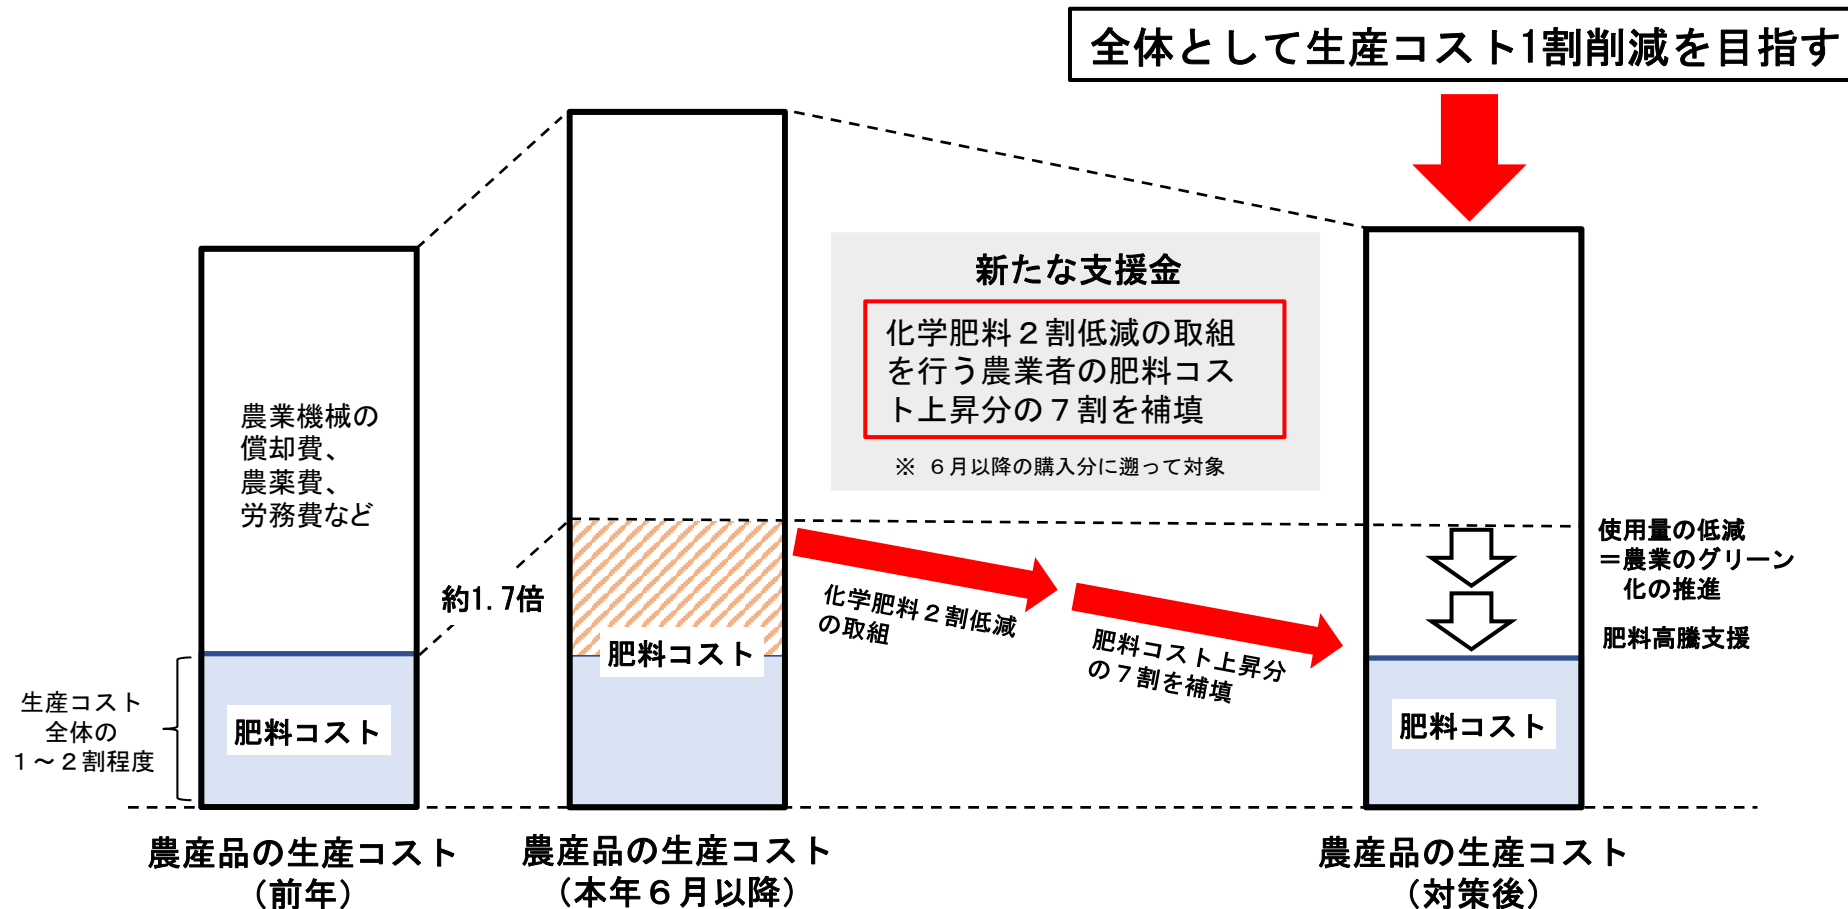 全体として生産コスト1割削減を目指す
新たな支援金
化学肥料２割低減の取組
を行う農業者の肥料コス
ト上昇分の７割を補填
※ ６月以降の購入分に遡って対象
農業機械の
償却費、
農薬費、
労務費など
約1.7倍
肥料コスト
化学肥料２割低減
の取組
肥料コスト上昇分
の７割を補填
使用量の低減
＝農業のグリーン
化の推進
肥料高騰支援
生産コスト
全体の
１～２割程度
肥料コスト
肥料コスト
農産品の生産コスト
（前年）
農産品の生産コスト
（本年６月以降）
農産品の生産コスト
（対策後）